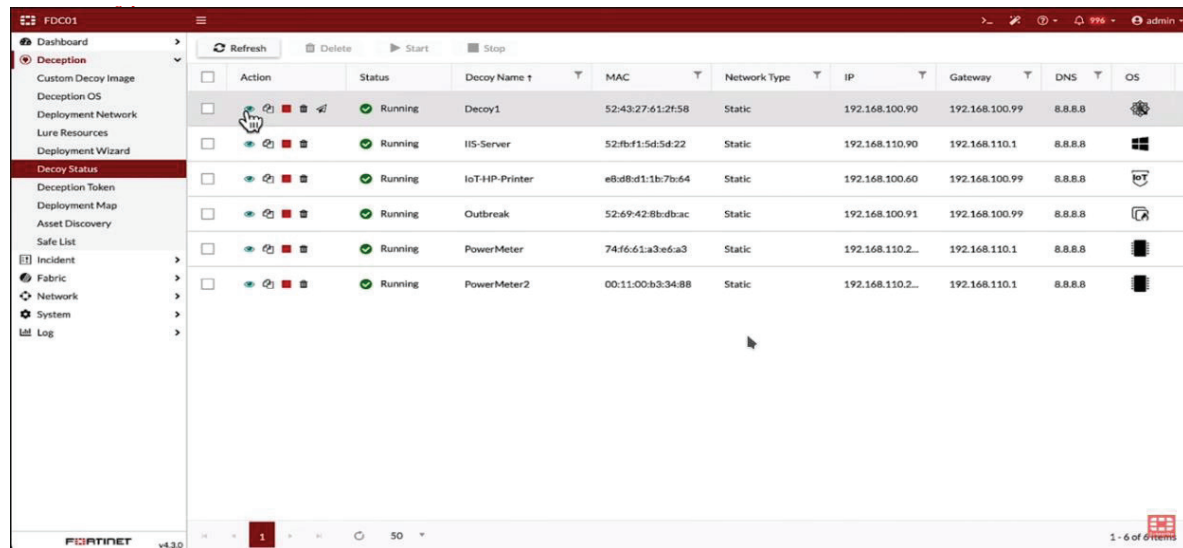 FDC01
996
admin
Dashboard
Deception
Custom Decoy Image
Deception OS
Deployment Network
Lure Resources
Deployment Wizard
Decoy Status
Deception Token
Deployment Map
Asset Discovery
Safe List
Incident
Fabric
Network
System
Log
Refresh Delete Start Stop
Action Status Decoy Name ↑ MAC Network Type IP Gateway DNS OS
Running Decoy1 52:43:27:61:2f:58 Static 192.168.100.90 192.168.100.99 8.8.8.8
Running IIS-Server 52:fb:f1:5d:5d:22 Static 192.168.110.90 192.168.110.1 8.8.8.8
Running IoT-HP-Printer e8:d8:d1:1b:7b:64 Static 192.168.100.60 192.168.100.99 8.8.8.8 IoT
Running Outbreak 52:69:42:8b:db:ac Static 192.168.100.91 192.168.100.99 8.8.8.8
Running PowerMeter 74:f6:61:a3:e6:a3 Static 192.168.110.2... 192.168.110.1 8.8.8.8
Running PowerMeter2 00:11:00:b3:34:88 Static 192.168.110.2... 192.168.110.1 8.8.8.8
FORTINET v4.3.0
1 50
1 - 6 of 6 items